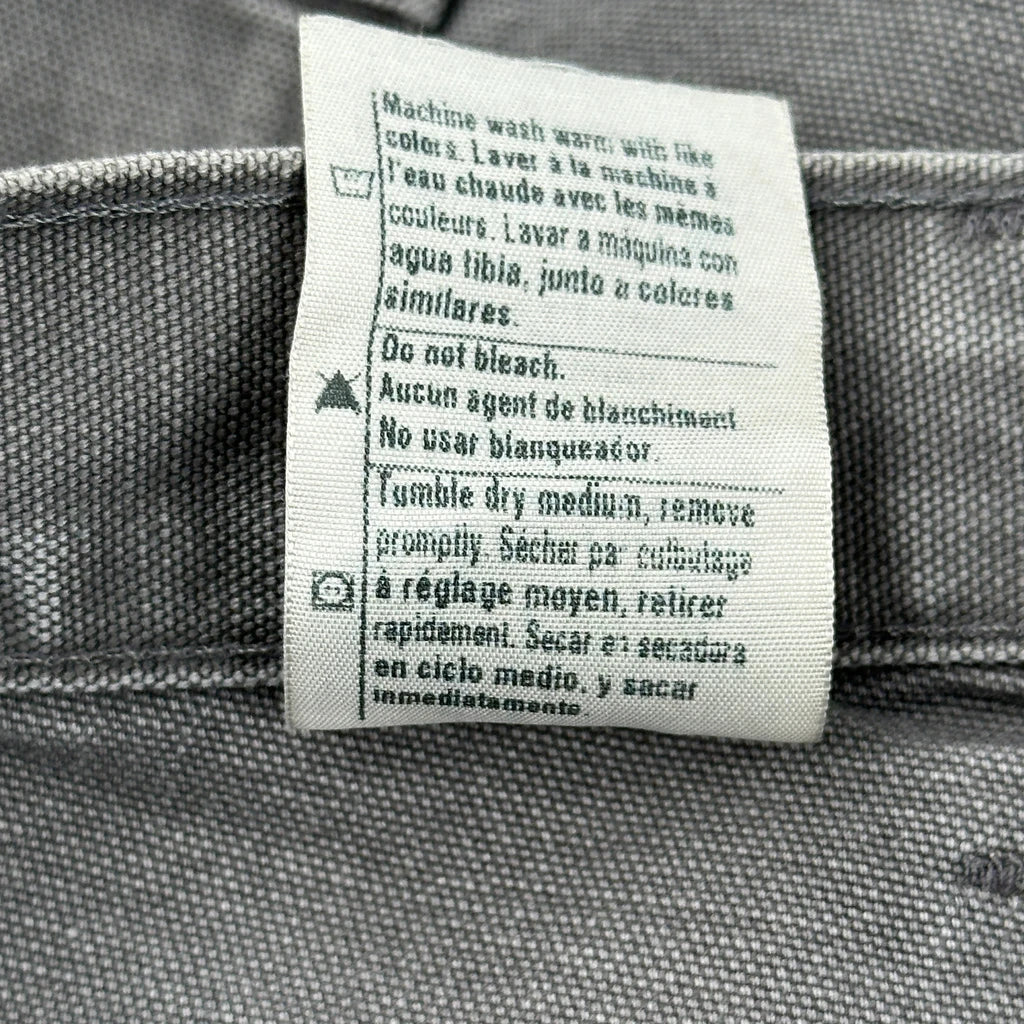 Machine wash warm with like
colors. Laver à la machine à
l'eau chaude avec les mêmes
couleurs. Lavar a maquina con
agua tibia, junto a colores
similares.
Do not bleach.
Aucun agent de blanchiment
No usar blanqueador.
Tumble dry medium, remove
promptly. Sécher par culbutage
à réglage moyen, retirer
rapidement. Secar en secadora
en ciclo medio, y sacar
inmediatamente.